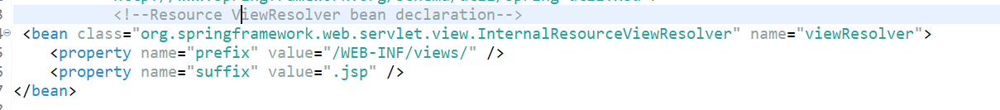 <!--Resource ViewResolver bean declaration-->
<bean class="org.springframework.web.servlet.view.InternalResourceViewResolver" name="viewResolver">
<property name="prefix" value="/WEB-INF/views/" />
<property name="suffix" value=".jsp" />
</bean>